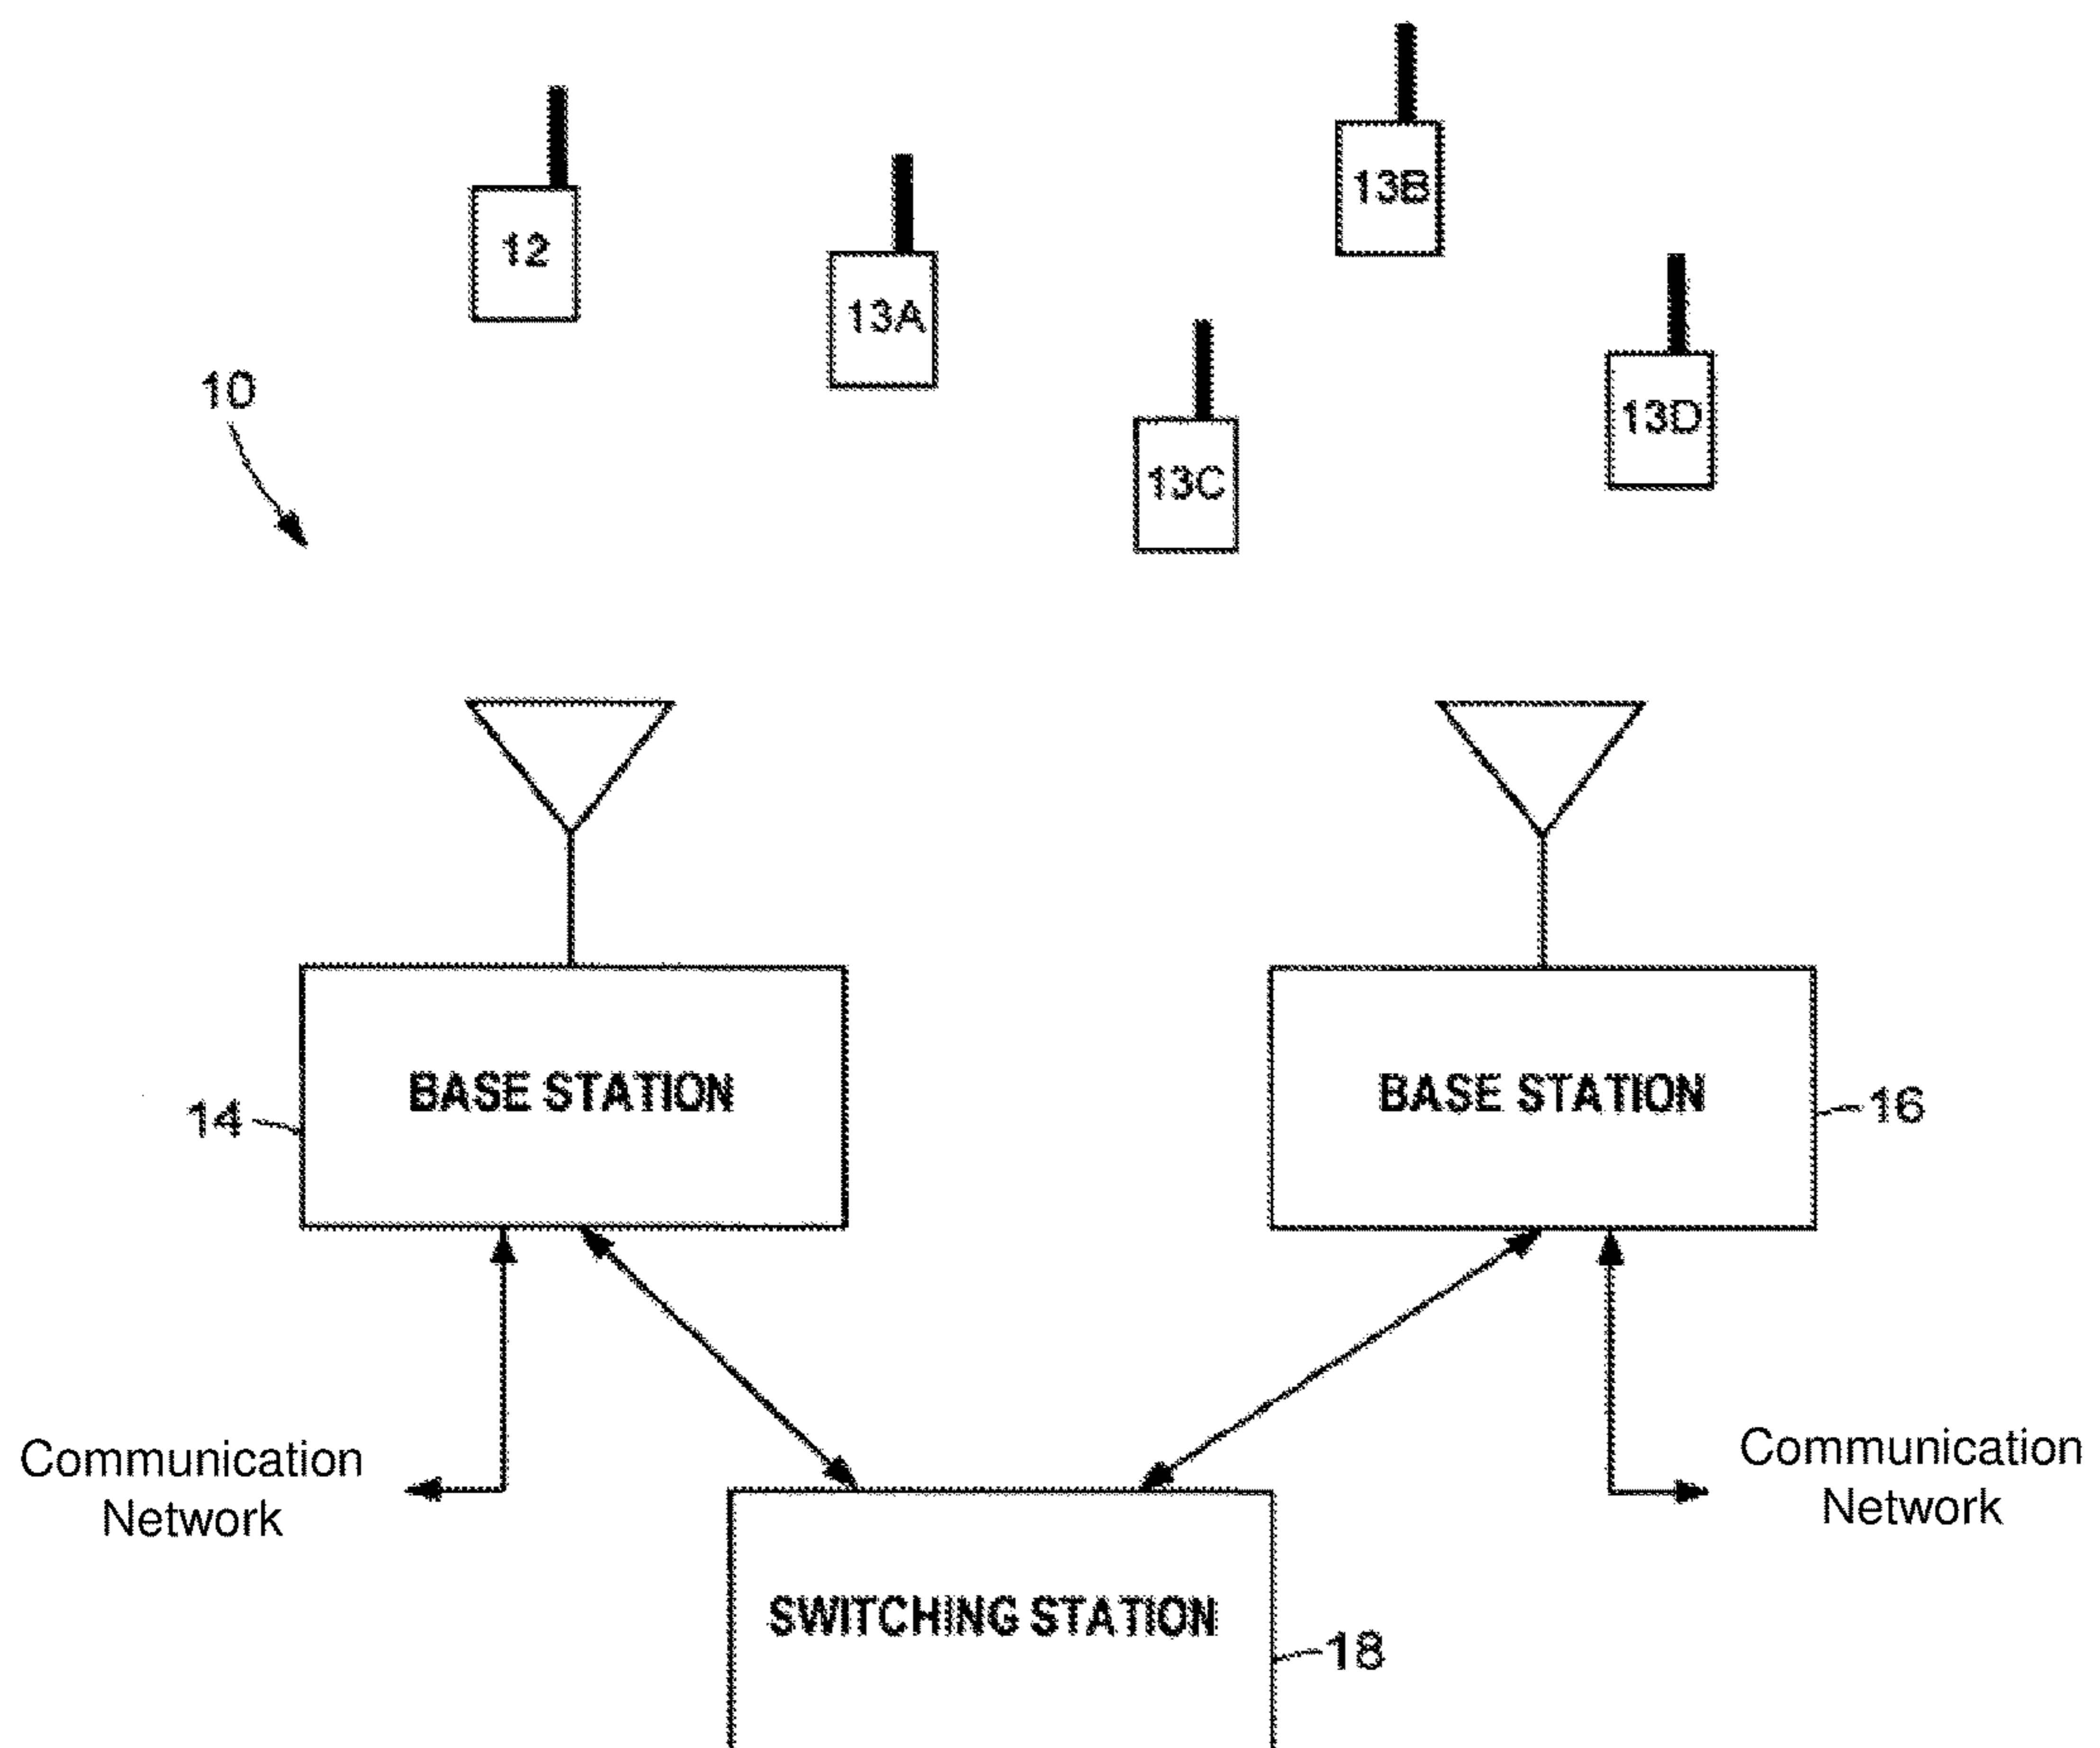 13B
12
13A
10
13D
13C
BASE STATION
BASE STATION
14
16
Communication
Network
Communication
Network
SWITCHING STATION
18